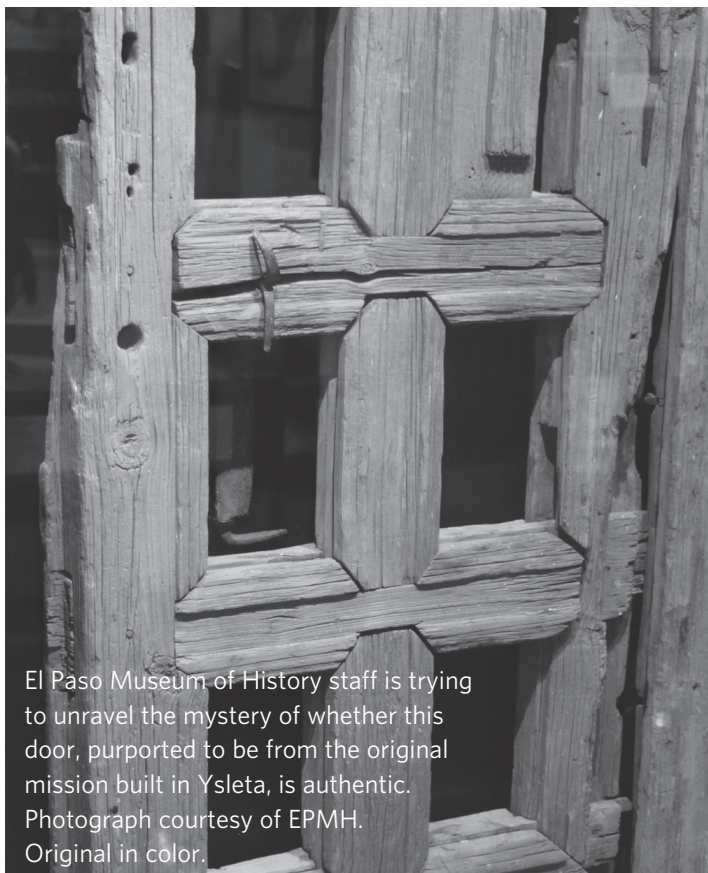 El Paso Museum of History staff is trying
to unravel the mystery of whether this
door, purported to be from the original
mission built in Ysleta, is authentic.
Photograph courtesy of EPMH.
Original in color.